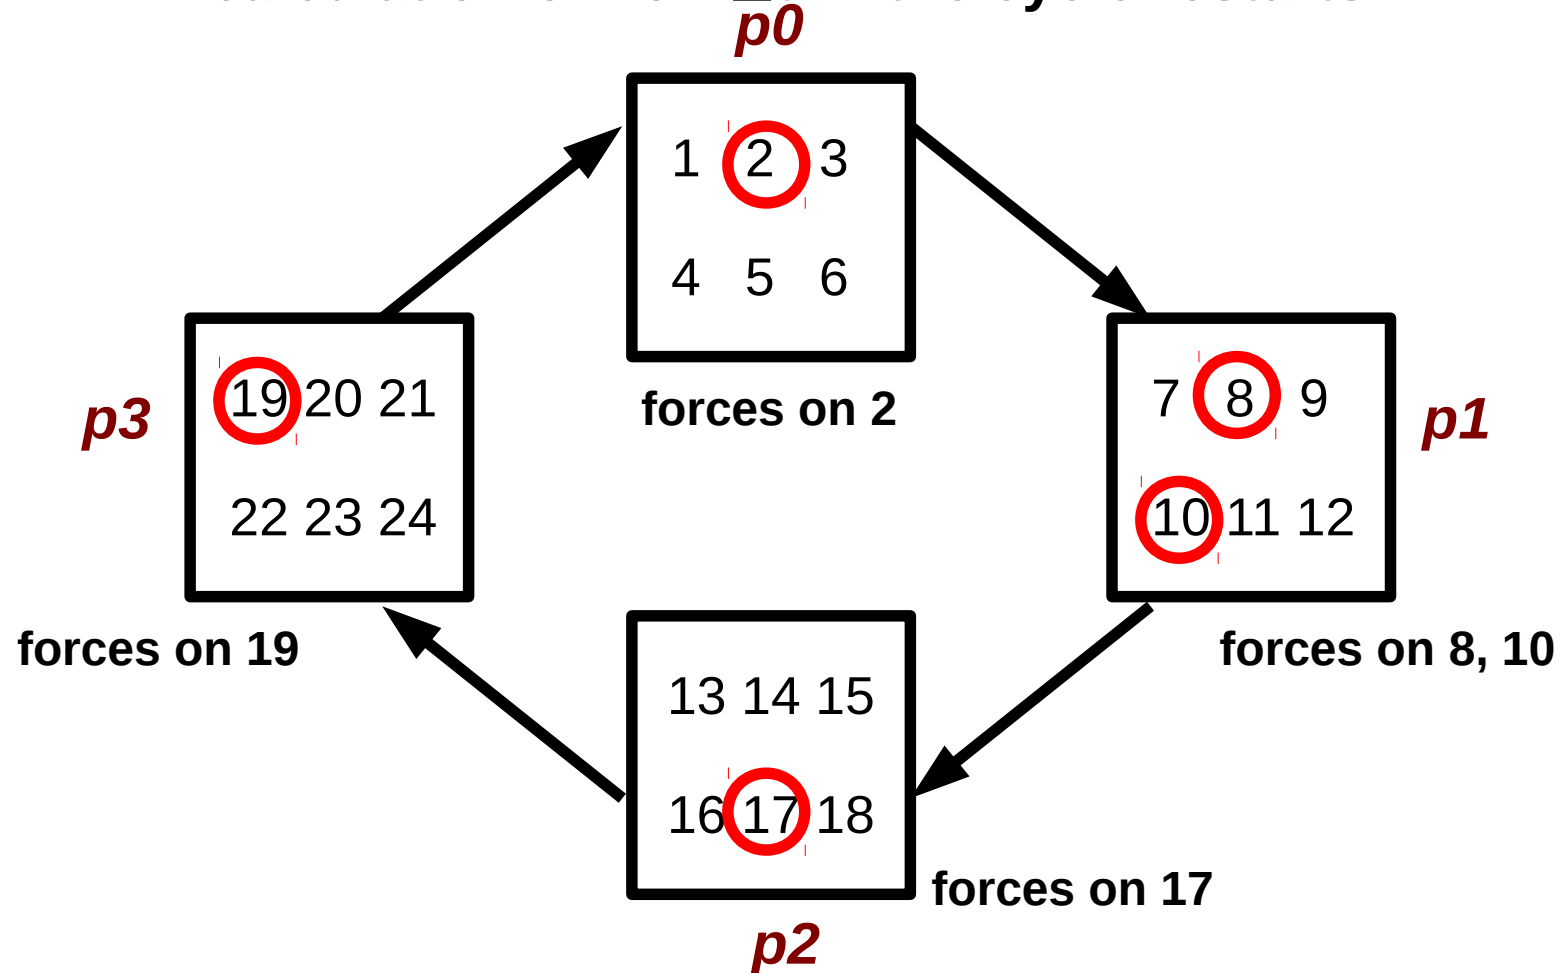 p0
1 2 3
4 5 6
forces on 2
p3
19 20 21
22 23 24
forces on 19
7 8 9
10 11 12
p1
forces on 8, 10
13 14 15
16 17 18
forces on 17
p2